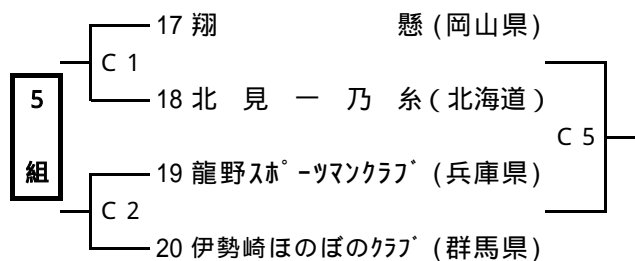 17 翔 懸 (岡山県)
C 1
5 組
18 北 見 一 乃 糸 ( 北海道 )
C 5
19 龍野ｽﾎﾟｰﾂﾏﾝｸﾗﾌﾞ (兵庫県)
C 2
20 伊勢崎ほのぼのｸﾗﾌﾞ (群馬県)